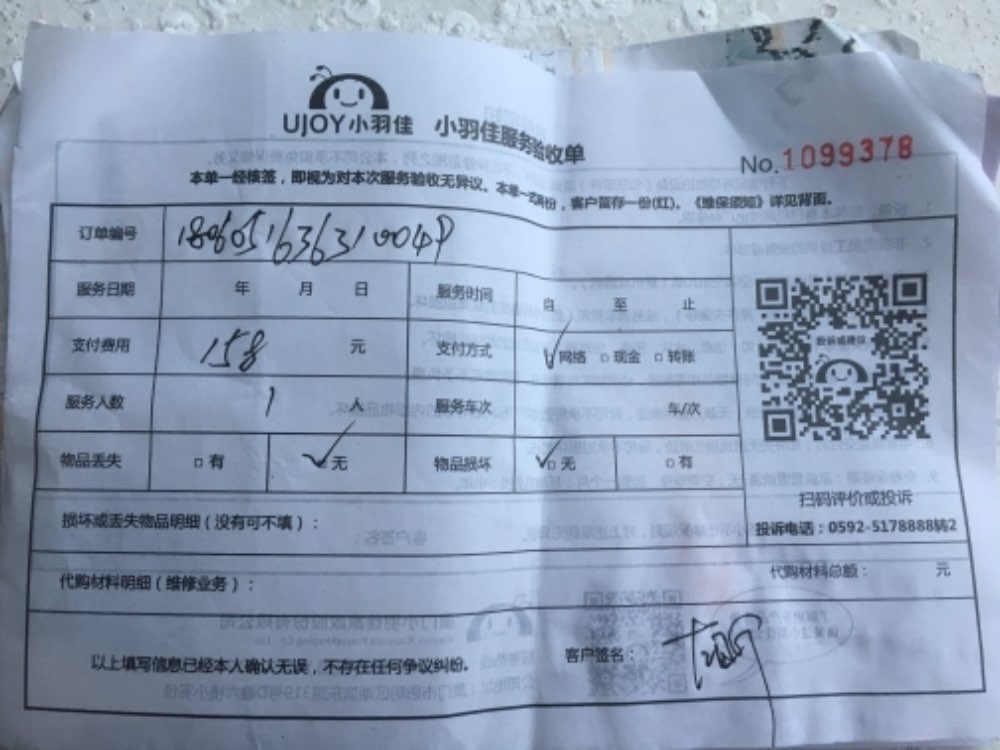 UJOY小羽佳 小羽佳服务验收单
No.1099378
本单一经核签，即视为对本次服务验收无异议。本单一式两份，客户留存一份(红)。《维保须知》详见背面。
订单编号 180605163631004P
服务日期 年 月 日 服务时间 自 至 止
支付费用 158 元 支付方式 网络 现金 转账
投诉或建议
服务人数 1 人 服务车次 车/次
物品丢失 有 无 物品损坏 无 有
扫码评价或投诉
损坏或丢失物品明细（没有可不填）：
投诉电话：0592-5178888转2
代购材料明细（维修业务）：
代购材料总额： 元
以上填写信息已经本人确认无误，不存在任何争议纠纷。
客户签名：